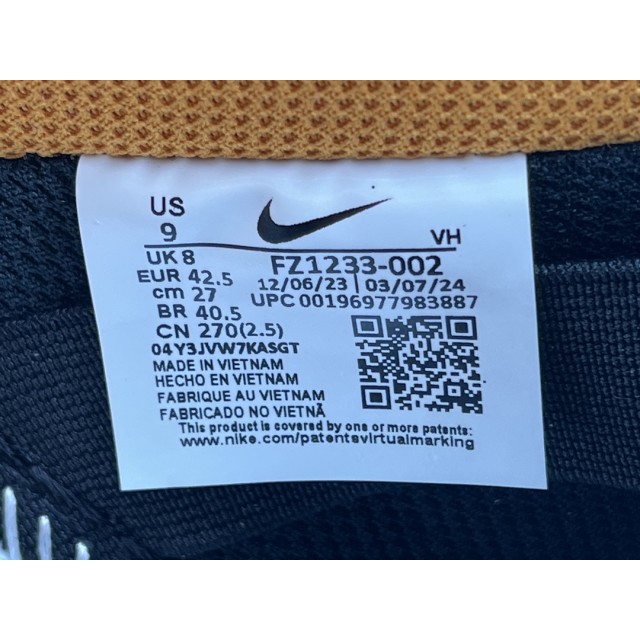 US
9
VH
UK 8
FZ1233-002
EUR 42.5
12/06/23 | 03/07/24
cm 27
UPC 00196977983887
BR 40.5
CN 270(2.5)
04Y3JVW7KASGT
MADE IN VIETNAM
HECHO EN VIETNAM
FABRIQUE AU VIETNAM
FABRICADO NO VIETNÃ
This product is covered by one or more patents:
www.nike.com/patentsvirtualmarking